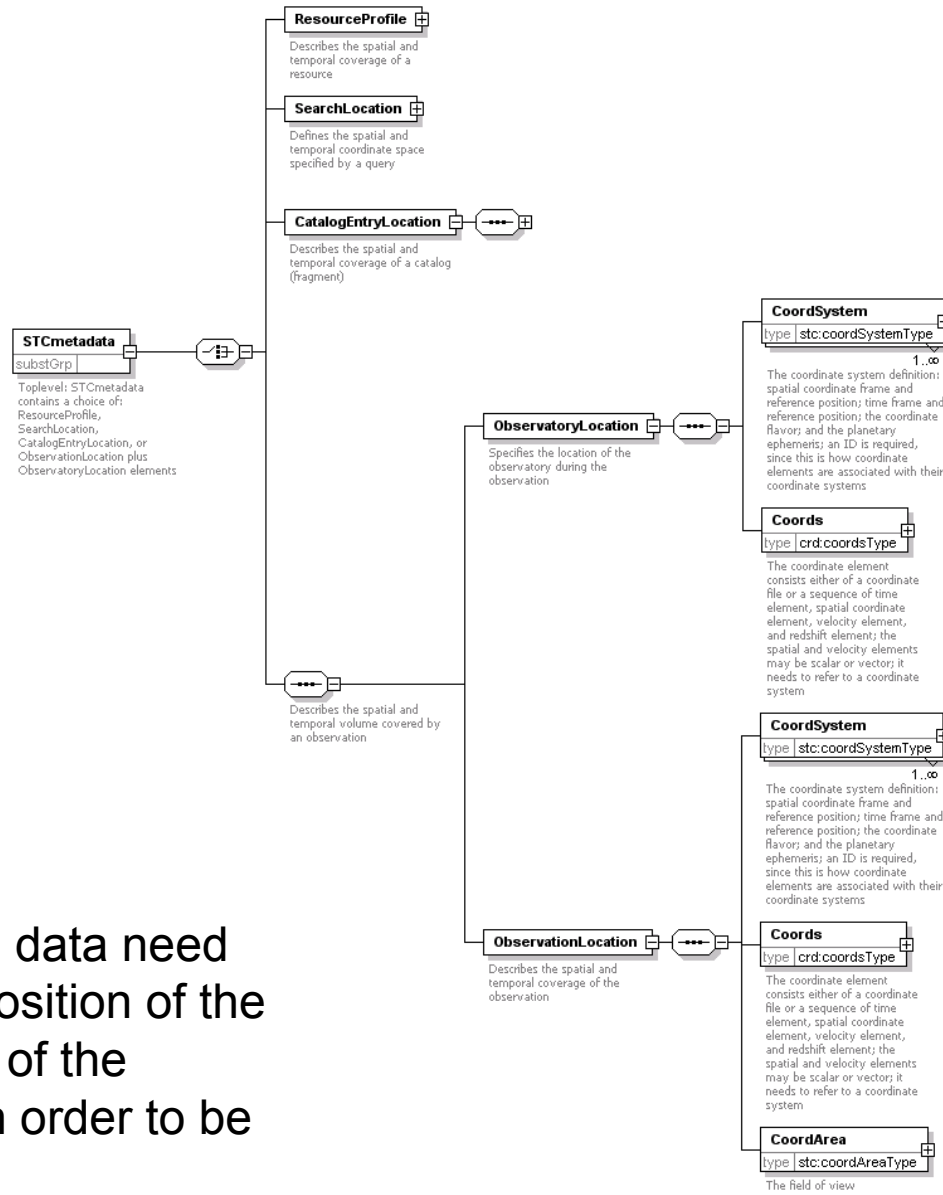 ResourceProfile
Describes the spatial and
temporal coverage of a
resource
SearchLocation
Defines the spatial and
temporal coordinate space
specified by a query
CatalogEntryLocation
Describes the spatial and
temporal coverage of a catalog
(fragment)
STCmetadata
substGrp
Toplevel: STCmetadata
contains a choice of:
ResourceProfile,
SearchLocation,
CatalogEntryLocation, or
ObservationLocation plus
ObservatoryLocation elements
Describes the spatial and
temporal volume covered by
an observation
ObservatoryLocation
Specifies the location of the
observatory during the
observation
CoordSystem
type stc:coordSystemType
1..∞
The coordinate system definition:
spatial coordinate frame and
reference position; time frame and
reference position; the coordinate
flavor; and the planetary
ephemeris; an ID is required,
since this is how coordinate
elements are associated with their
coordinate systems
Coords
type crd:coordsType
The coordinate element
consists either of a coordinate
file or a sequence of time
element, spatial coordinate
element, velocity element,
and redshift element; the
spatial and velocity elements
may be scalar or vector; it
needs to refer to a coordinate
system
ObservationLocation
Describes the spatial and
temporal coverage of the
observation
CoordSystem
type stc:coordSystemType
1..∞
The coordinate system definition:
spatial coordinate frame and
reference position; time frame and
reference position; the coordinate
flavor; and the planetary
ephemeris; an ID is required,
since this is how coordinate
elements are associated with their
coordinate systems
Coords
type crd:coordsType
The coordinate element
consists either of a coordinate
file or a sequence of time
element, spatial coordinate
element, velocity element,
and redshift element; the
spatial and velocity elements
may be scalar or vector; it
needs to refer to a coordinate
system
CoordArea
type stc:coordAreaType
The field of view
data need
osition of the
of the
order to be